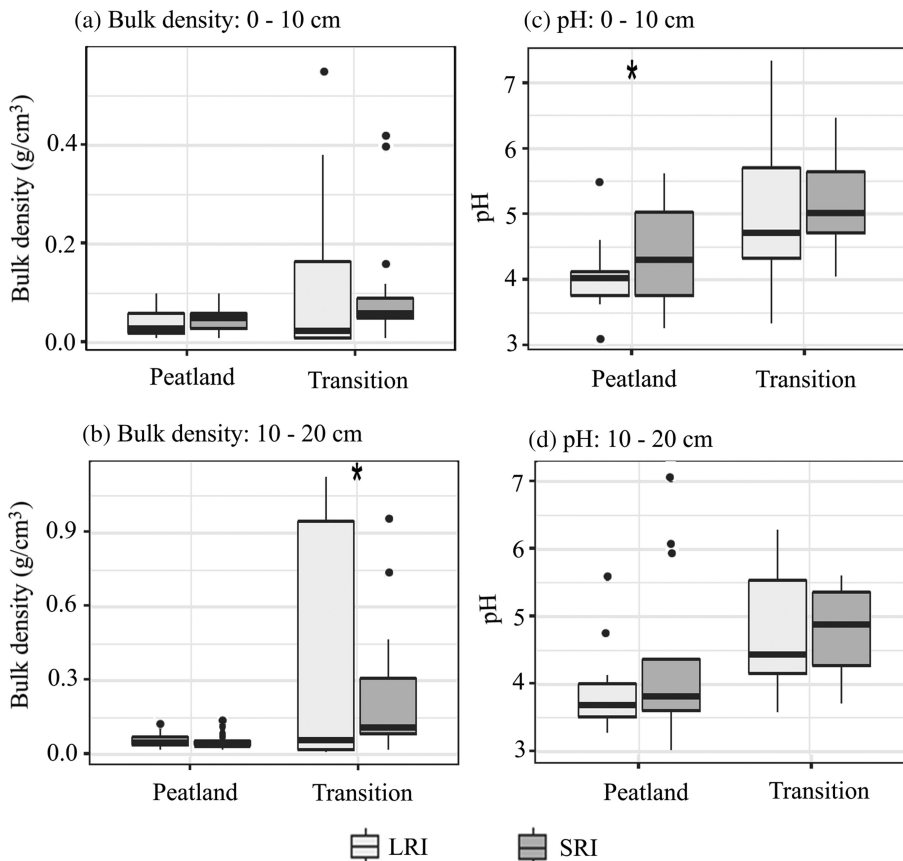 (a) Bulk density: 0 - 10 cm
Bulk density (g/cm³)
0.4
0.2
0.0
Peatland Transition
(c) pH: 0 - 10 cm
*
pH
7
6
5
4
3
Peatland Transition
(b) Bulk density: 10 - 20 cm
*
Bulk density (g/cm³)
0.9
0.6
0.3
0.0
Peatland Transition
(d) pH: 10 - 20 cm
pH
7
6
5
4
3
Peatland Transition
LRI SRI